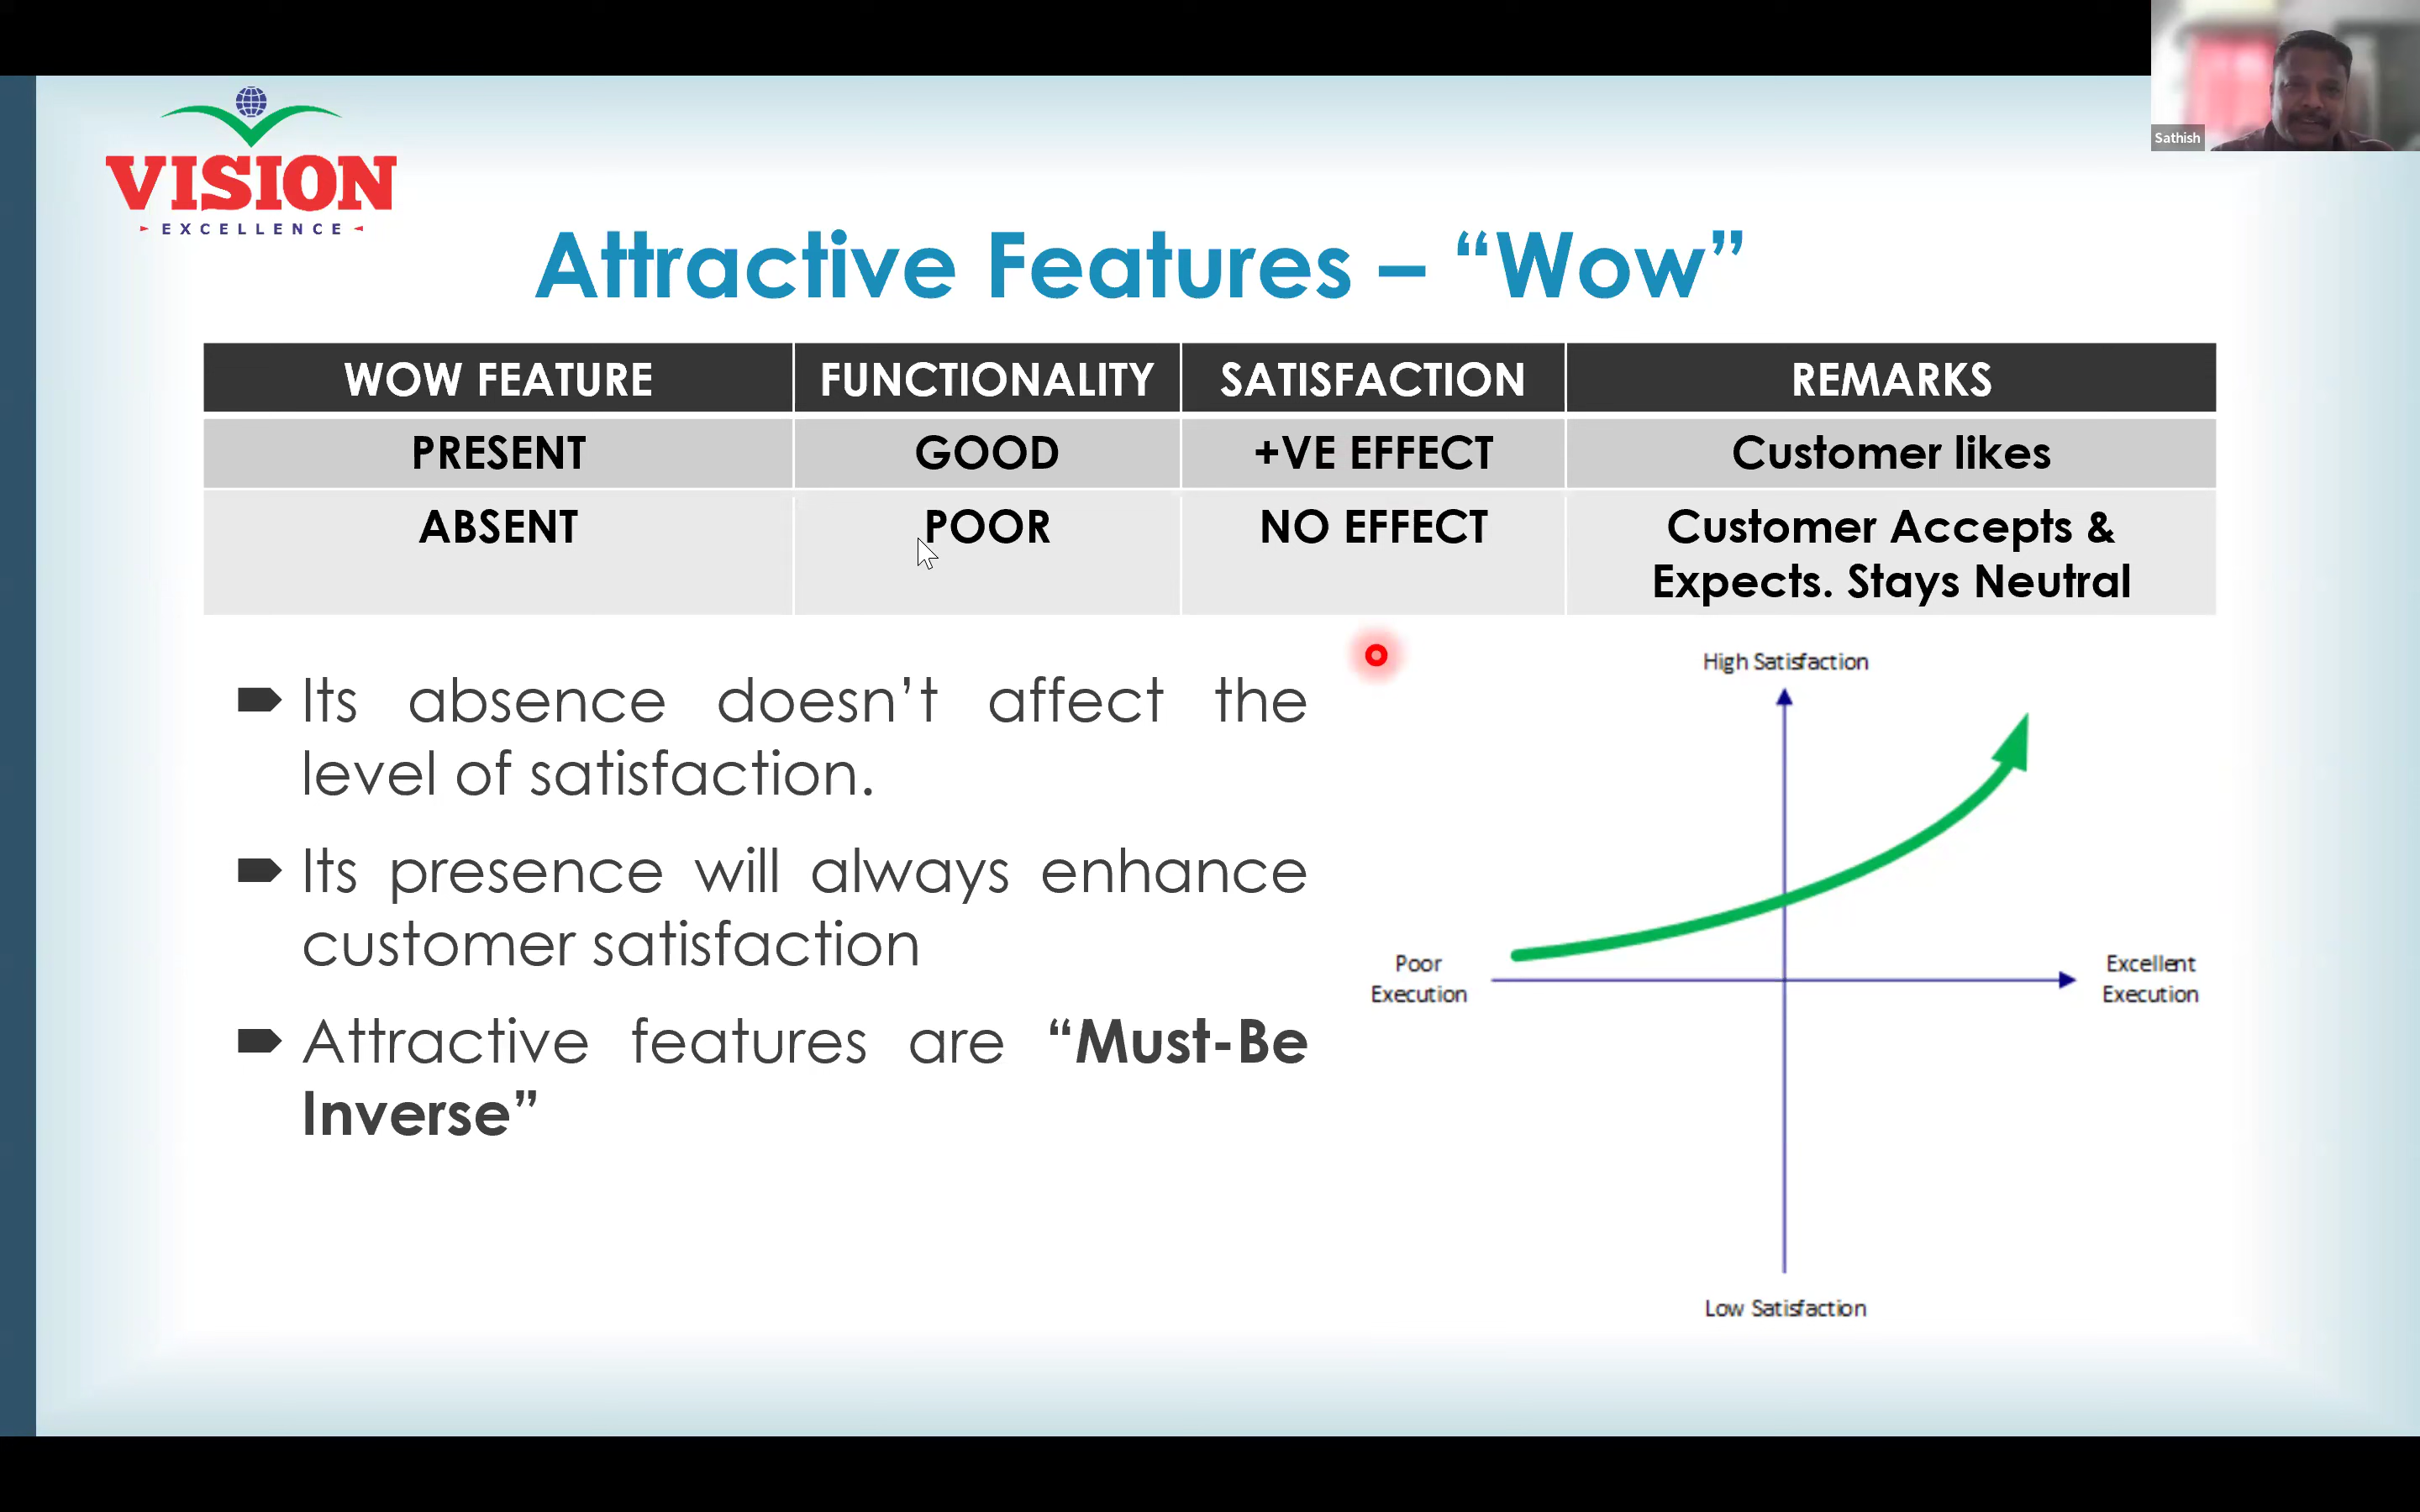 Sathish
VISION
EXCELLENCE
Attractive Features – “Wow”
WOW FEATURE FUNCTIONALITY SATISFACTION REMARKS
PRESENT GOOD +VE EFFECT Customer likes
ABSENT POOR NO EFFECT Customer Accepts &
Expects. Stays Neutral
Its absence doesn’t affect the
level of satisfaction.
Its presence will always enhance
customer satisfaction
Attractive features are “Must-Be
Inverse”
High Satisfaction
Poor
Execution
Excellent
Execution
Low Satisfaction